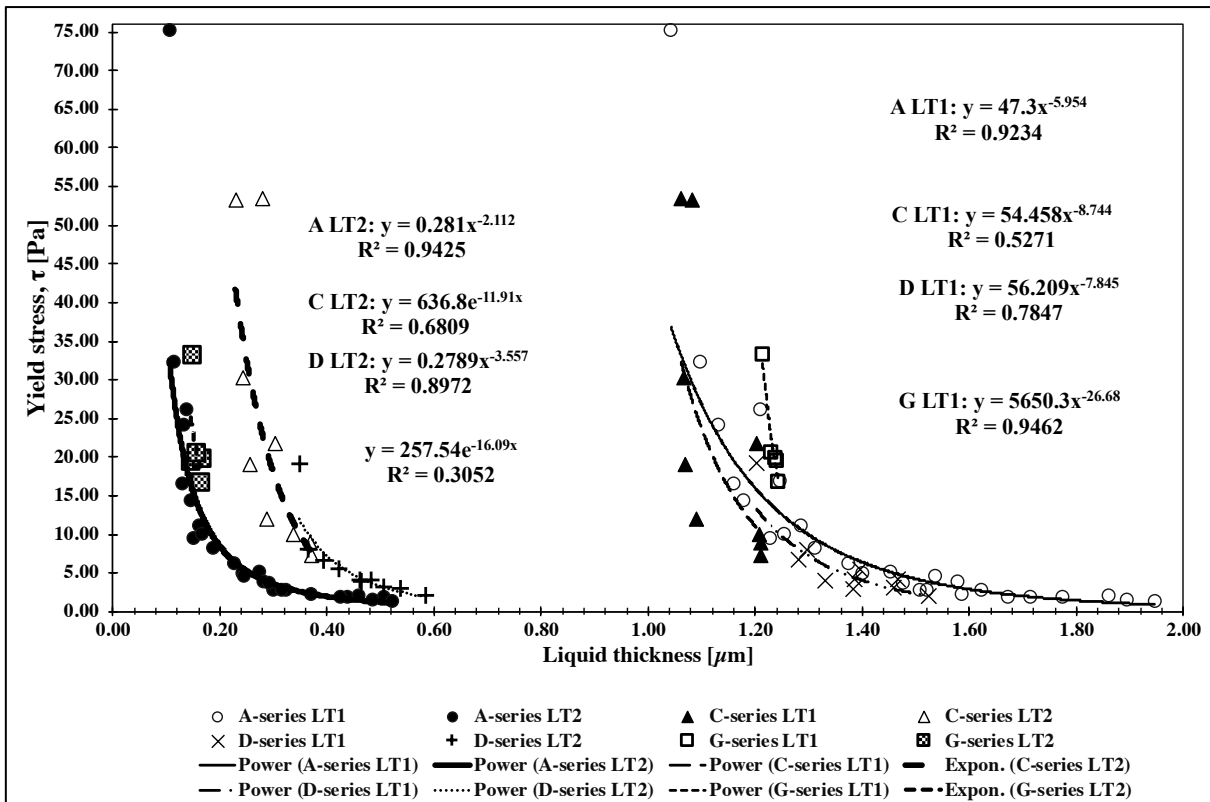 75.00
70.00
65.00
60.00
55.00
50.00
45.00
40.00
35.00
30.00
25.00
20.00
15.00
10.00
5.00
0.00
Yield stress, τ [Pa]
A LT1: y = 47.3x^-5.954
R² = 0.9234
A LT2: y = 0.281x^-2.112
R² = 0.9425
C LT1: y = 54.458x^-8.744
R² = 0.5271
C LT2: y = 636.8e^-11.91x
R² = 0.6809
D LT1: y = 56.209x^-7.845
R² = 0.7847
D LT2: y = 0.2789x^-3.557
R² = 0.8972
G LT1: y = 5650.3x^-26.68
R² = 0.9462
y = 257.54e^-16.09x
R² = 0.3052
0.00 0.20 0.40 0.60 0.80 1.00 1.20 1.40 1.60 1.80 2.00
Liquid thickness [µm]
A-series LT1 A-series LT2 C-series LT1 C-series LT2
D-series LT1 D-series LT2 G-series LT1 G-series LT2
Power (A-series LT1) Power (A-series LT2) Power (C-series LT1) Expon. (C-series LT2)
Power (D-series LT1) Power (D-series LT2) Power (G-series LT1) Expon. (G-series LT2)